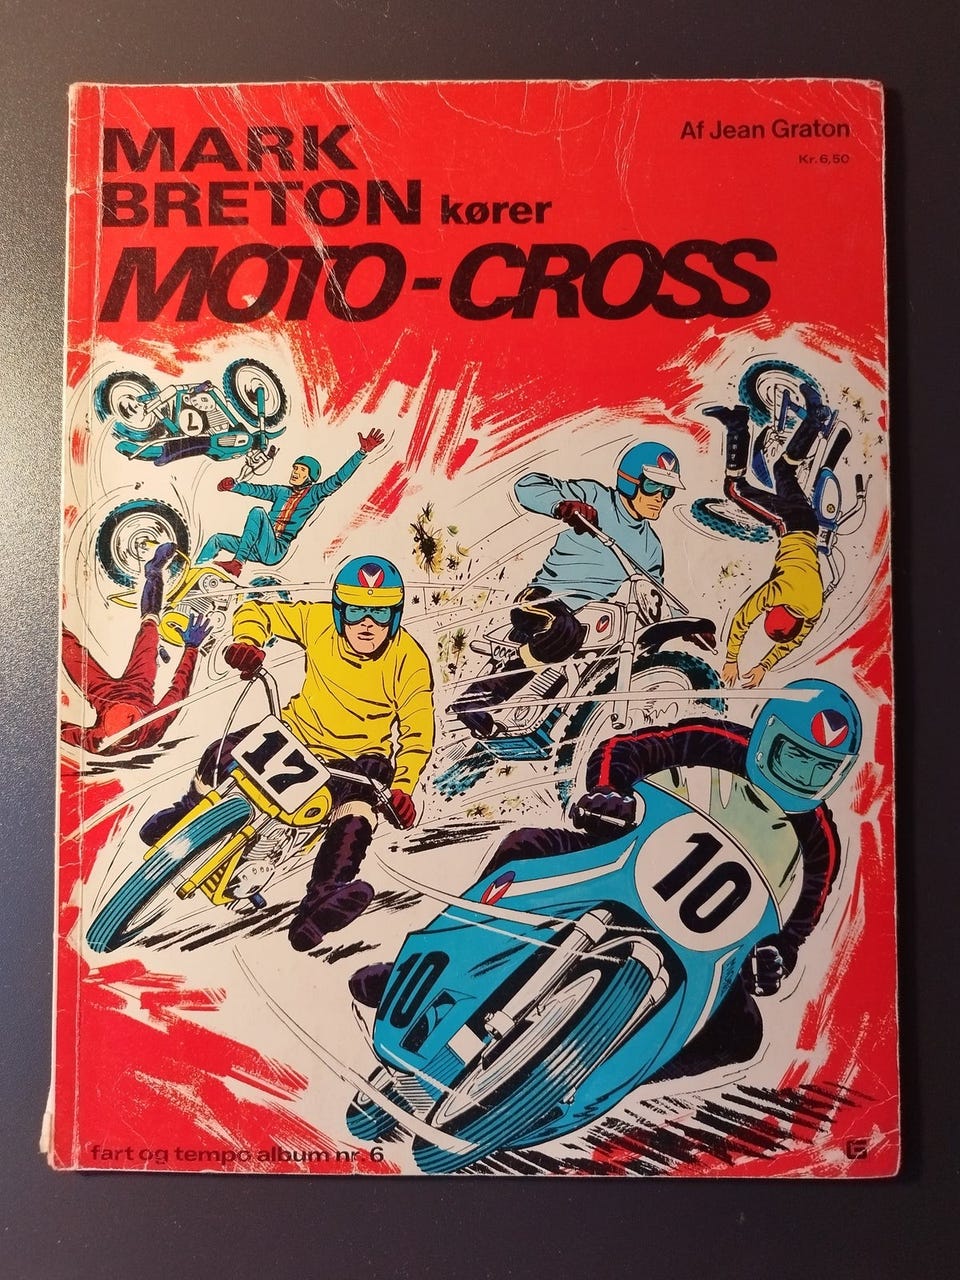 MARK
BRETON kører
MOTO-CROSS
Af Jean Graton
Kr. 6,50
L
3
17
10
10
fart og tempo album nr. 6